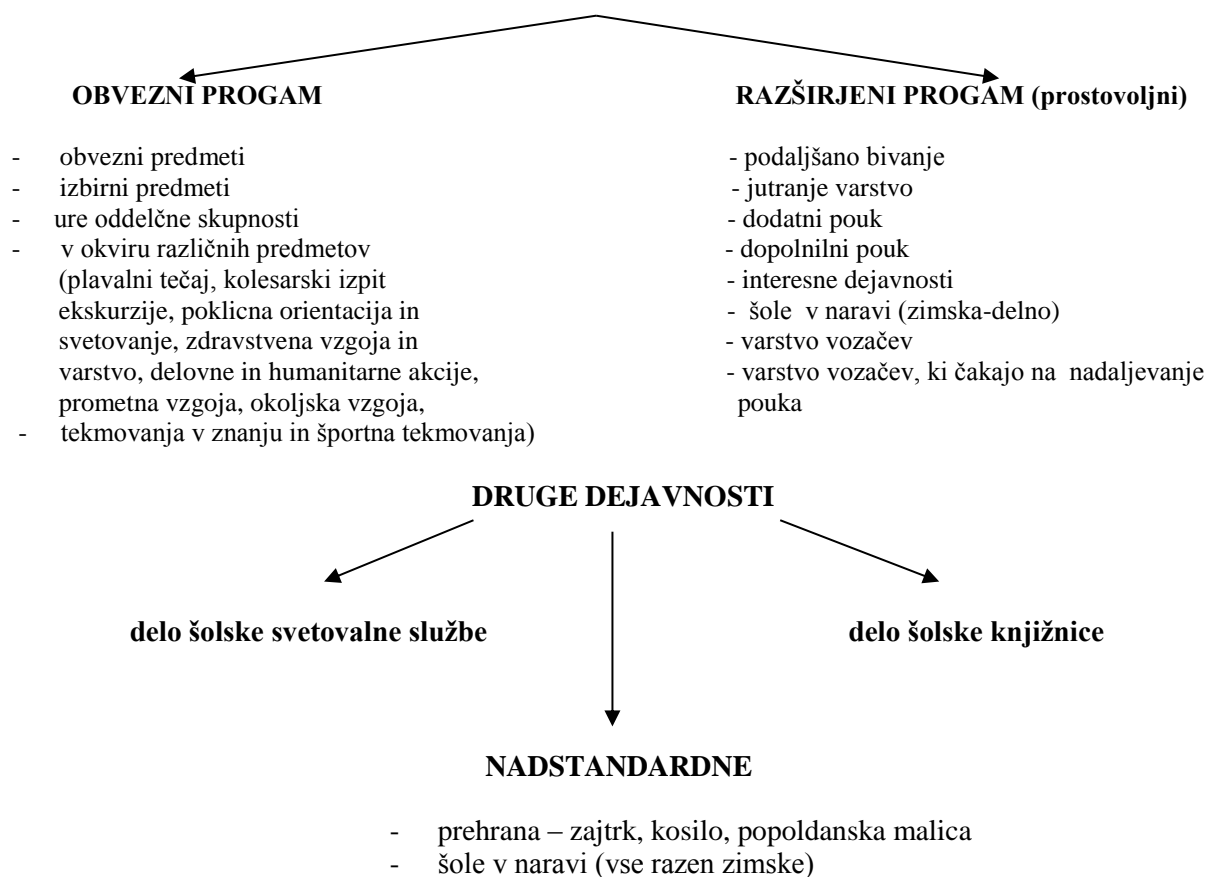 OBVEZNI PROGAM
- obvezni predmeti
- izbirni predmeti
- ure oddelčne skupnosti
- v okviru različnih predmetov
(plavalni tečaj, kolesarski izpit
ekskurzije, poklicna orientacija in
svetovanje, zdravstvena vzgoja in
varstvo, delovne in humanitarne akcije,
prometna vzgoja, okoljska vzgoja,
- tekmovanja v znanju in športna tekmovanja)
RAZŠIRJENI PROGAM (prostovoljni)
- podaljšano bivanje
- jutranje varstvo
- dodatni pouk
- dopolnilni pouk
- interesne dejavnosti
- šole v naravi (zimska-delno)
- varstvo vozačev
- varstvo vozačev, ki čakajo na nadaljevanje
pouka
DRUGE DEJAVNOSTI
delo šolske svetovalne službe
delo šolske knjižnice
NADSTANDARDNE
- prehrana – zajtrk, kosilo, popoldanska malica
- šole v naravi (vse razen zimske)